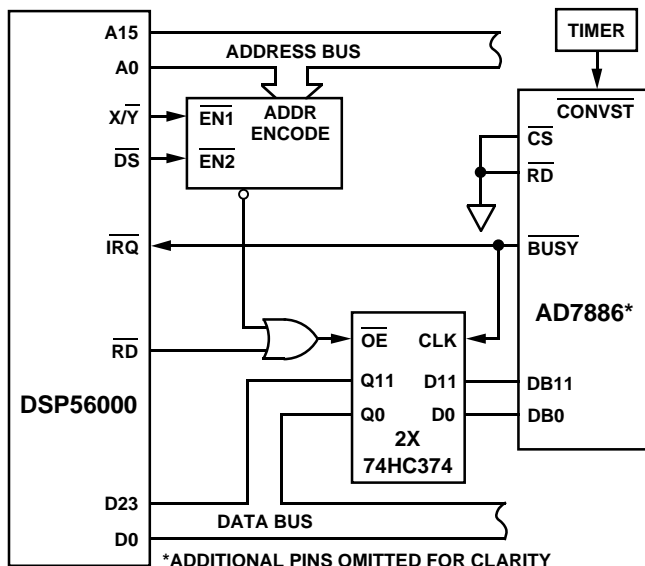 TIMER
A15
ADDRESS BUS
A0
CONVST
X/Y
EN1
ADDR
ENCODE
CS
DS
EN2
RD
IRQ
BUSY
AD7886*
RD
OE
CLK
Q11
D11
DB11
DSP56000
Q0
D0
DB0
2X
74HC374
D23
DATA BUS
D0
*ADDITIONAL PINS OMITTED FOR CLARITY